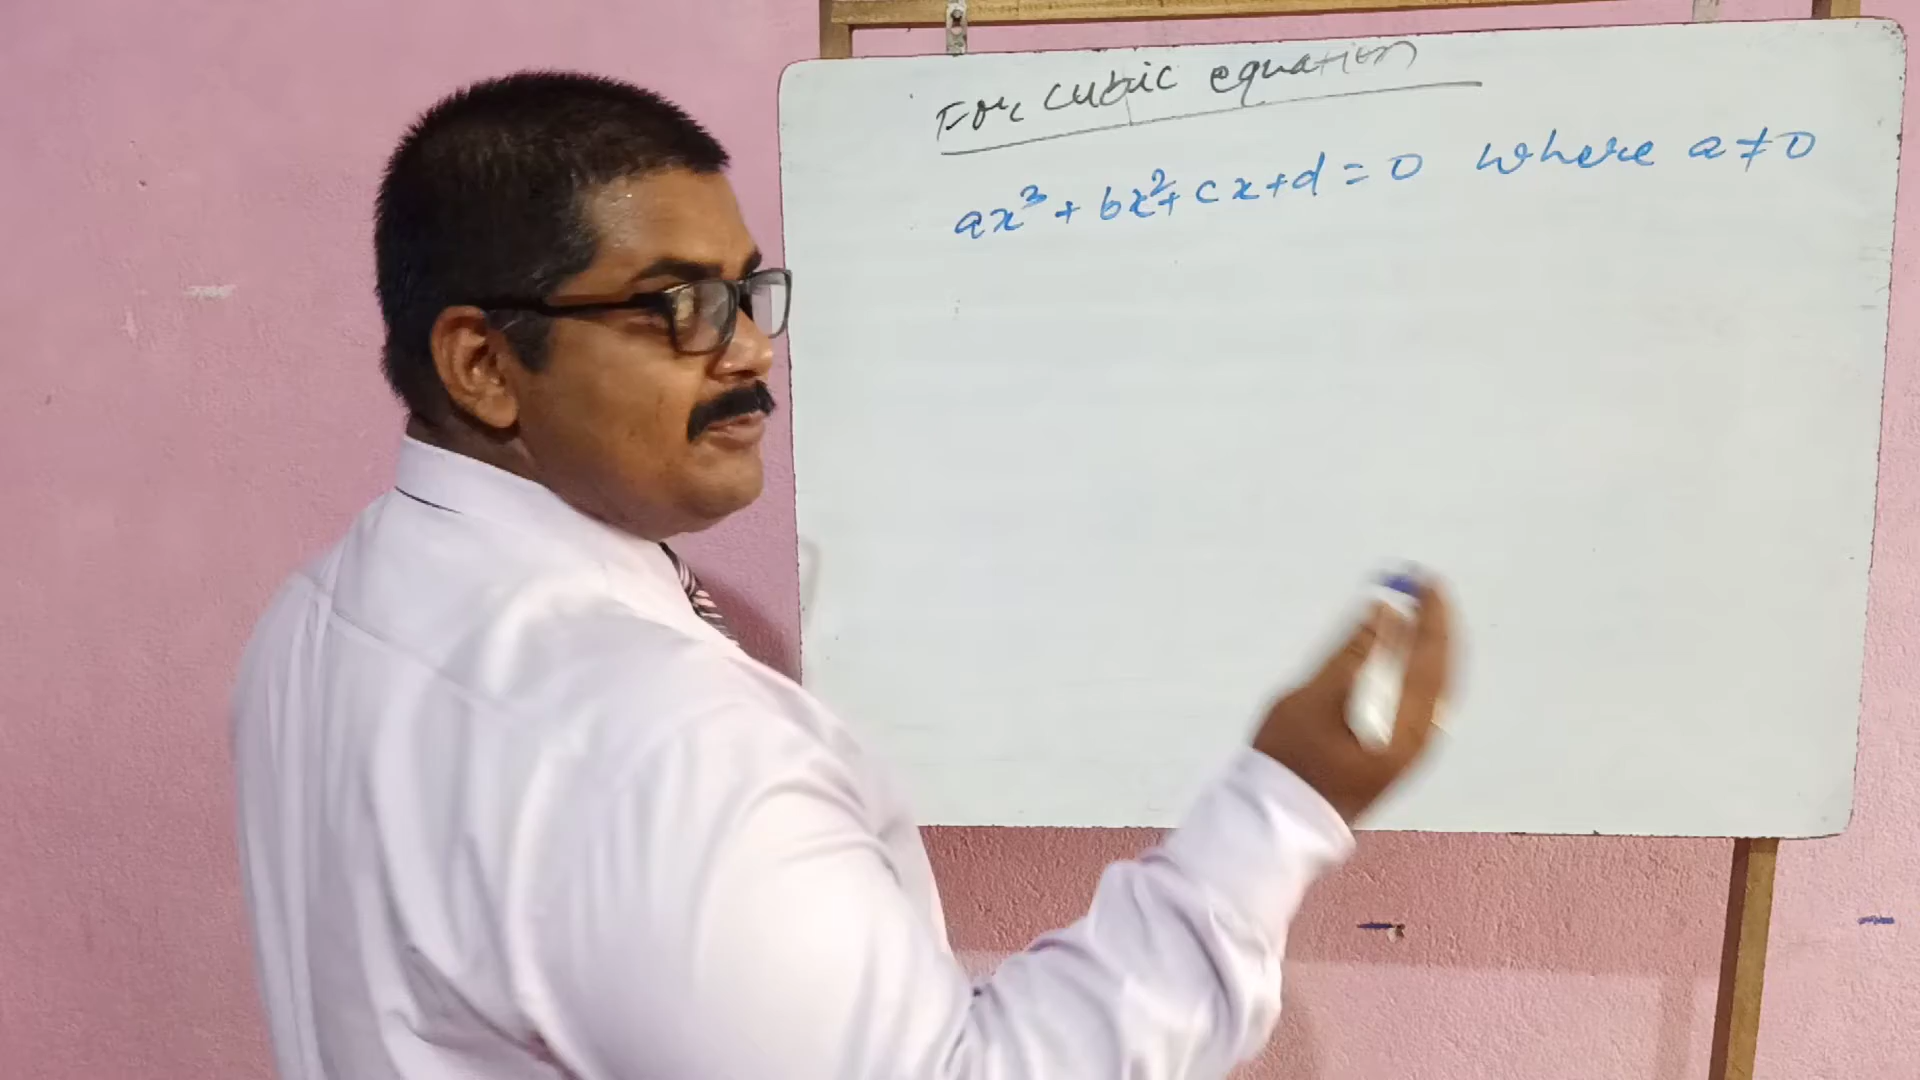 For cubic equation
ax³ + bx² + cx + d = 0 where a ≠ 0